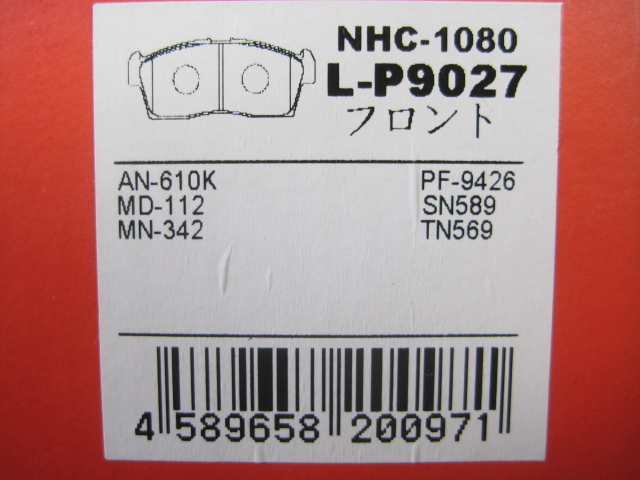 NHC-1080
L-P9027
フロント
AN-610K PF-9426
MD-112 SN589
MN-342 TN569
4 589658 200971